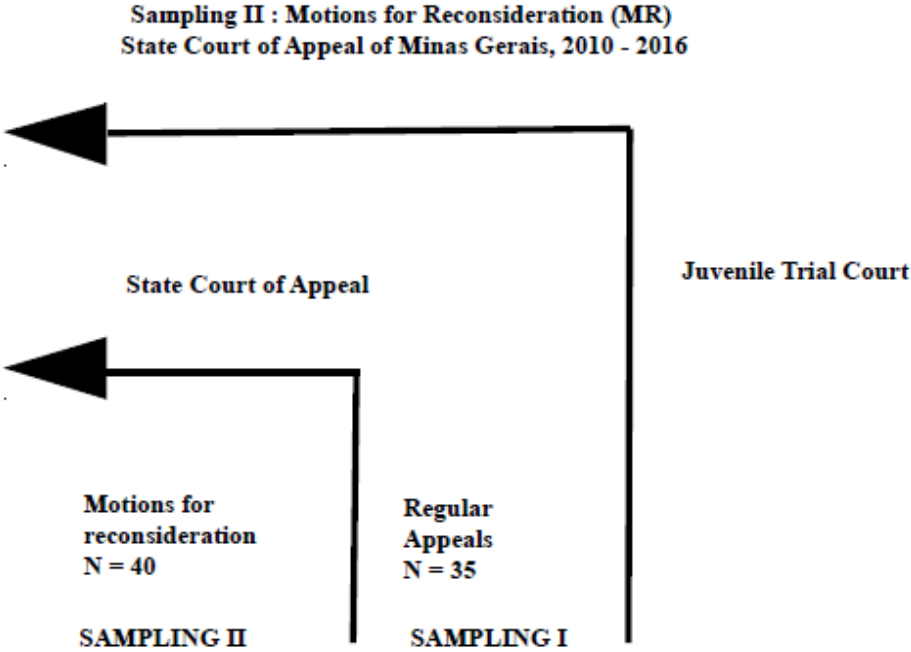 Sampling II : Motions for Reconsideration (MR)
State Court of Appeal of Minas Gerais, 2010 - 2016
State Court of Appeal
Juvenile Trial Court
Motions for
reconsideration
N = 40
Regular
Appeals
N = 35
SAMPLING II
SAMPLING I